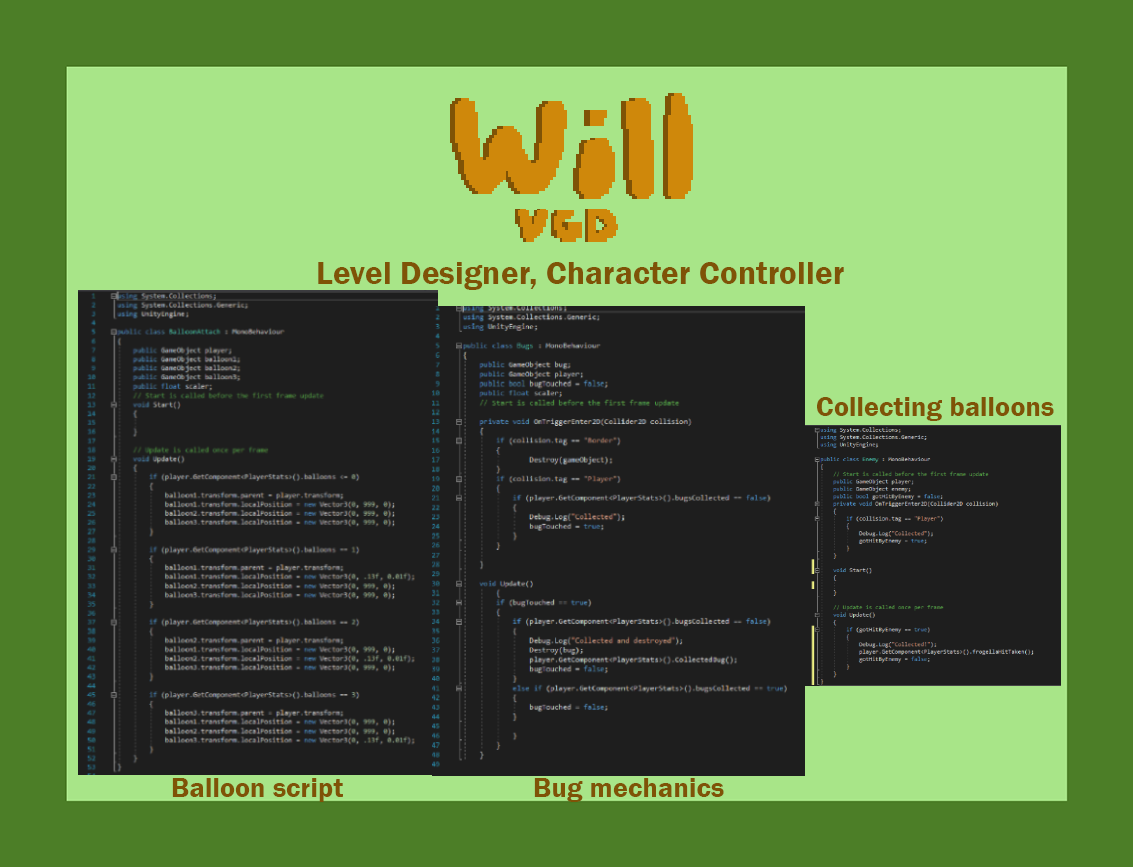 Will
VGD
Level Designer, Character Controller
1 using System.Collections;
2 using System.Collections.Generic;
3 using UnityEngine;
4
5 public class BalloonAttach : MonoBehaviour
6 {
7 public GameObject player;
8 public GameObject balloon1;
9 public GameObject balloon2;
10 public GameObject balloon3;
11 public float scaler;
12 // Start is called before the first frame update
13 void Start()
14 {
15
16 }
17
18 // Update is called once per frame
19 void Update()
20 {
21 if (player.GetComponent<PlayerStats>().balloons <= 0)
22 {
23 balloon1.transform.parent = player.transform;
24 balloon1.transform.localPosition = new Vector3(0, 999, 0);
25 balloon2.transform.localPosition = new Vector3(0, 999, 0);
26 balloon3.transform.localPosition = new Vector3(0, 999, 0);
27 }
28
29 if (player.GetComponent<PlayerStats>().balloons == 1)
30 {
31 balloon1.transform.parent = player.transform;
32 balloon1.transform.localPosition = new Vector3(0, .13f, 0.01f);
33 balloon2.transform.localPosition = new Vector3(0, 999, 0);
34 balloon3.transform.localPosition = new Vector3(0, 999, 0);
35 }
36
37 if (player.GetComponent<PlayerStats>().balloons == 2)
38 {
39 balloon2.transform.parent = player.transform;
40 balloon1.transform.localPosition = new Vector3(0, 999, 0);
41 balloon2.transform.localPosition = new Vector3(0, .13f, 0.01f);
42 balloon3.transform.localPosition = new Vector3(0, 999, 0);
43 }
44
45 if (player.GetComponent<PlayerStats>().balloons == 3)
46 {
47 balloon3.transform.parent = player.transform;
48 balloon1.transform.localPosition = new Vector3(0, 999, 0);
49 balloon2.transform.localPosition = new Vector3(0, 999, 0);
50 balloon3.transform.localPosition = new Vector3(0, .13f, 0.01f);
51 }
52 }
53 }
Balloon script
1 using System.Collections;
2 using System.Collections.Generic;
3 using UnityEngine;
4
5 public class Bugs : MonoBehaviour
6 {
7 public GameObject bug;
8 public GameObject player;
9 public bool bugTouched = false;
10 public float scaler;
11 // Start is called before the first frame update
12
13 private void OnTriggerEnter2D(Collider2D collision)
14 {
15 if (collision.tag == "Border")
16 {
17 Destroy(gameObject);
18 }
19 if (collision.tag == "Player")
20 {
21 if (player.GetComponent<PlayerStats>().bugsCollected == false)
22 {
23 Debug.Log("Collected");
24 bugTouched = true;
25 }
26 }
27
28 }
29
30 void Update()
31 {
32 if (bugTouched == true)
33 {
34 if (player.GetComponent<PlayerStats>().bugsCollected == false)
35 {
36 Debug.Log("Collected and destroyed");
37 Destroy(bug);
38 player.GetComponent<PlayerStats>().CollectedBug();
39 bugTouched = false;
40 }
41 else if (player.GetComponent<PlayerStats>().bugsCollected == true)
42 {
43 bugTouched = false;
44 }
45
46 }
47 }
48 }
49
Bug mechanics
Collecting balloons
using System.Collections;
using System.Collections.Generic;
using UnityEngine;
public class Enemy : MonoBehaviour
{
// Start is called before the first frame update
public GameObject player;
public GameObject enemy;
public bool gotHitByEnemy = false;
private void OnTriggerEnter2D(Collider2D collision)
{
if (collision.tag == "Player")
{
Debug.Log("Collected");
gotHitByEnemy = true;
}
}
void Start()
{
}
// Update is called once per frame
void Update()
{
if (gotHitByEnemy == true)
{
Debug.Log("Collected!");
player.GetComponent<PlayerStats>().frogellaHitTaken();
gotHitByEnemy = false;
}
}
}